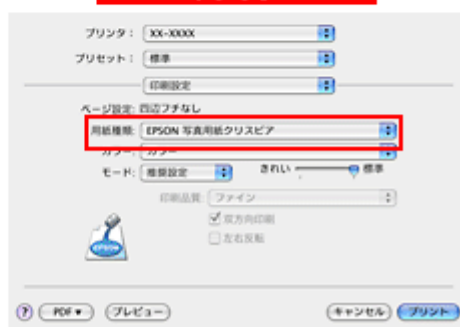 プリンタ： XX-XXXX
プリセット： 標準
印刷設定
ページ設定: 四辺フチなし
用紙種類: EPSON 写真用紙クリスピア
カラー: カラー
モード: 推奨設定 きれい 標準
印刷品質: ファイン
双方向印刷
左右反転
EPSON
? PDF▼ プレビュー キャンセル プリント